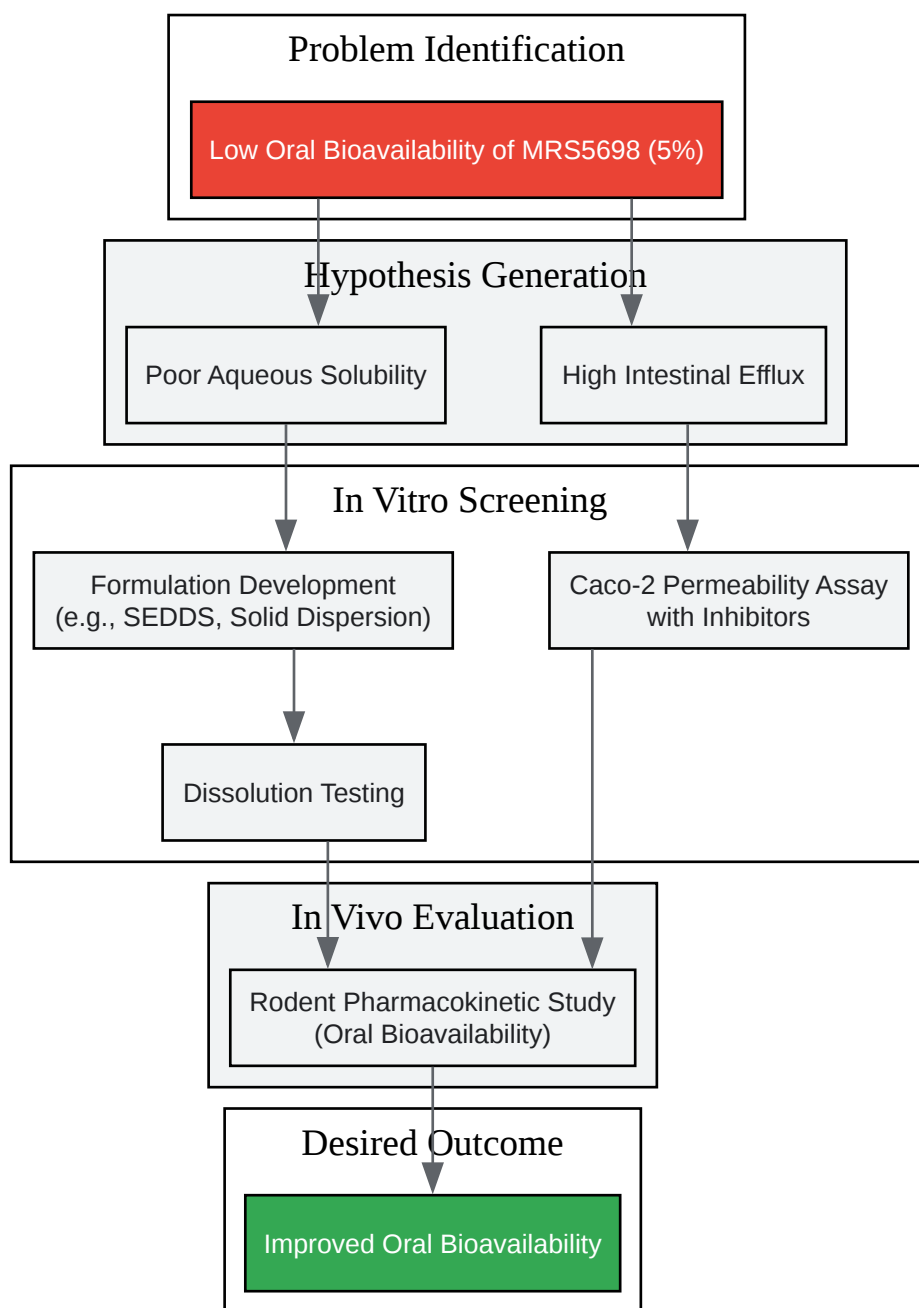 Problem Identification
Low Oral Bioavailability of MRS5698 (5%)
Hypothesis Generation
Poor Aqueous Solubility
High Intestinal Efflux
In Vitro Screening
Formulation Development
(e.g., SEDDS, Solid Dispersion)
Caco-2 Permeability Assay
with Inhibitors
Dissolution Testing
In Vivo Evaluation
Rodent Pharmacokinetic Study
(Oral Bioavailability)
Desired Outcome
Improved Oral Bioavailability